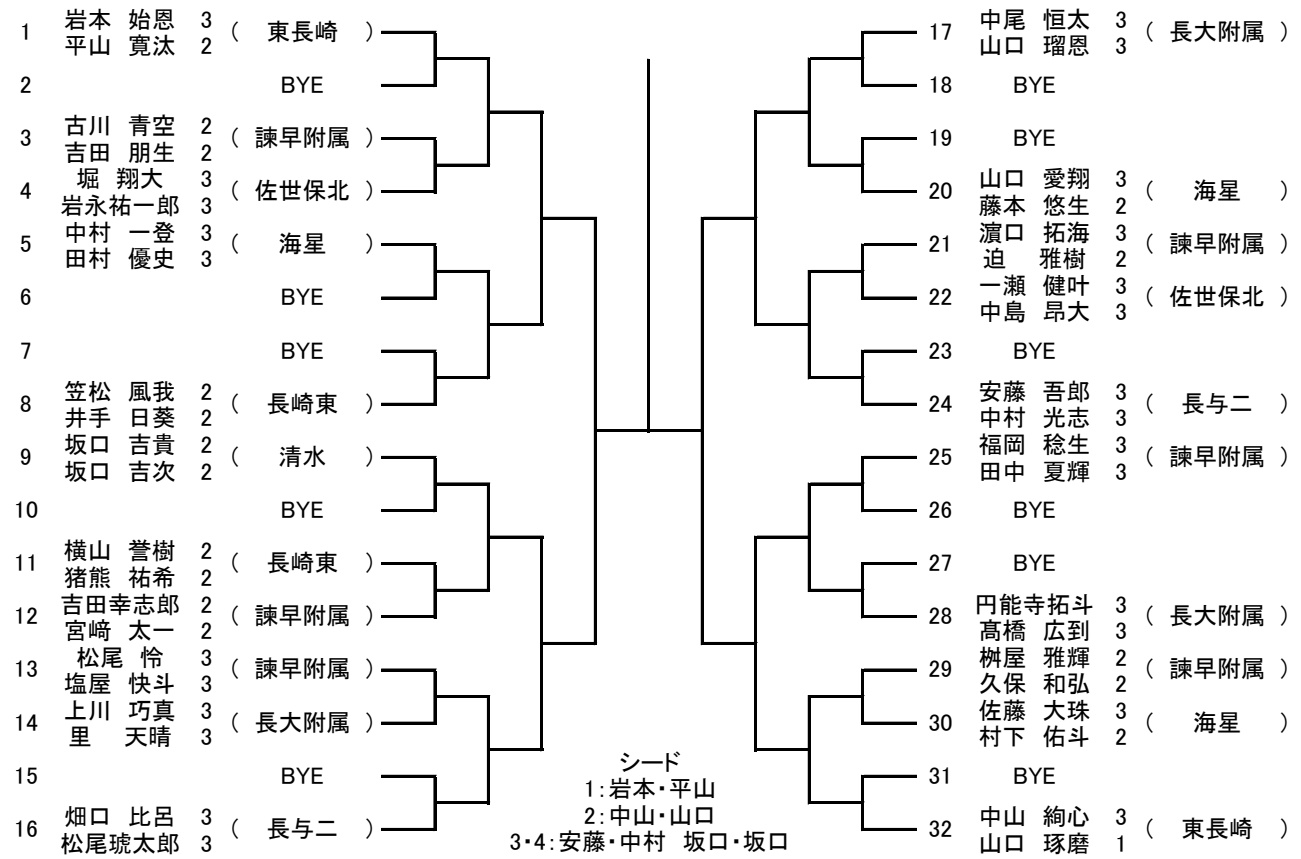 1 岩本 始恩 3 ( 東長崎 )
平山 寛汰 2
2 BYE
3 古川 青空 2 ( 諫早附属 )
吉田 朋生 2
4 堀 翔大 3 ( 佐世保北 )
岩永祐一郎 3
5 中村 一登 3 ( 海星 )
田村 優史 3
6 BYE
7 BYE
8 笠松 風我 2 ( 長崎東 )
井手 日葵 2
9 坂口 吉貴 2 ( 清水 )
坂口 吉次 2
10 BYE
11 横山 誉樹 2 ( 長崎東 )
猪熊 祐希 2
12 吉田幸志郎 2 ( 諫早附属 )
宮﨑 太一 2
13 松尾 怜 3 ( 諫早附属 )
塩屋 快斗 3
14 上川 巧真 3 ( 長大附属 )
里 天晴 3
15 BYE
16 畑口 比呂 3 ( 長与二 )
松尾琥太郎 3
シード
1:岩本・平山
2:中山・山口
3・4:安藤・中村 坂口・坂口
17 中尾 恒太 3 ( 長大附属 )
山口 瑠恩 3
18 BYE
19 BYE
20 山口 愛翔 3 ( 海星 )
藤本 悠生 2
21 濵口 拓海 3 ( 諫早附属 )
迫 雅樹 2
22 一瀬 健叶 3 ( 佐世保北 )
中島 昂大 3
23 BYE
24 安藤 吾郎 3 ( 長与二 )
中村 光志 3
25 福岡 稔生 3 ( 諫早附属 )
田中 夏輝 3
26 BYE
27 BYE
28 円能寺拓斗 3 ( 長大附属 )
髙橋 広到 3
29 桝屋 雅輝 2 ( 諫早附属 )
久保 和弘 2
30 佐藤 大珠 3 ( 海星 )
村下 佑斗 2
31 BYE
32 中山 絢心 3 ( 東長崎 )
山口 琢磨 1